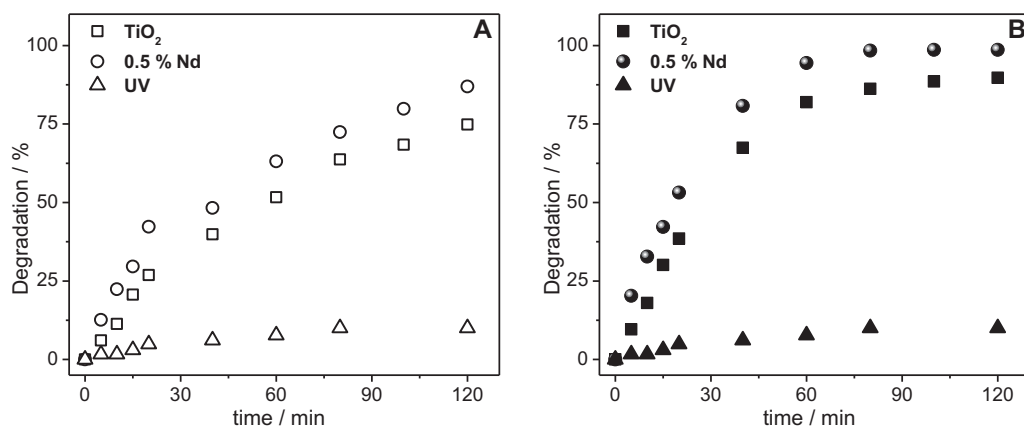 A
TiO2
0.5 % Nd
UV
100
75
50
25
0
Degradation / %
0 30 60 90 120
time / min
B
TiO2
0.5 % Nd
UV
100
75
50
25
0
Degradation / %
0 30 60 90 120
time / min